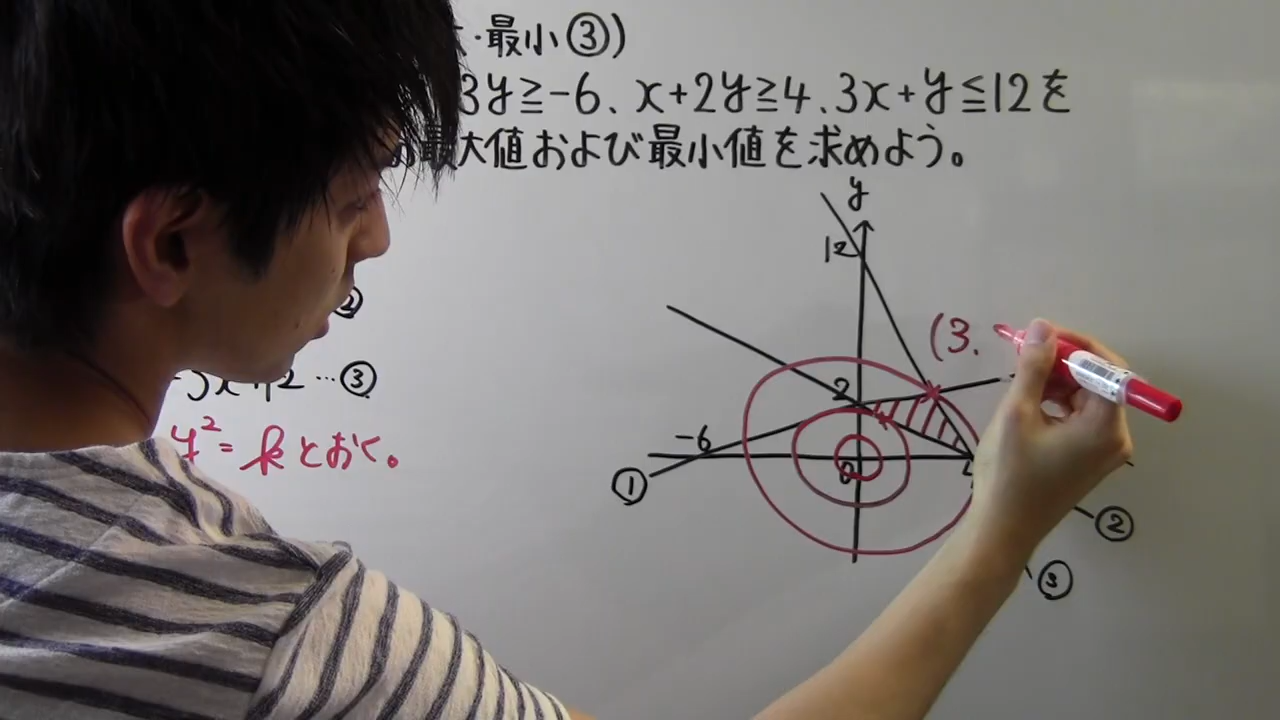 ・最小③)
3y≧-6、x+2y≧4、3x+y≦12を
最大値および最小値を求めよう。
y
12
(3.
2
②
③
y²=kとおく。
-6
0
①
②
③